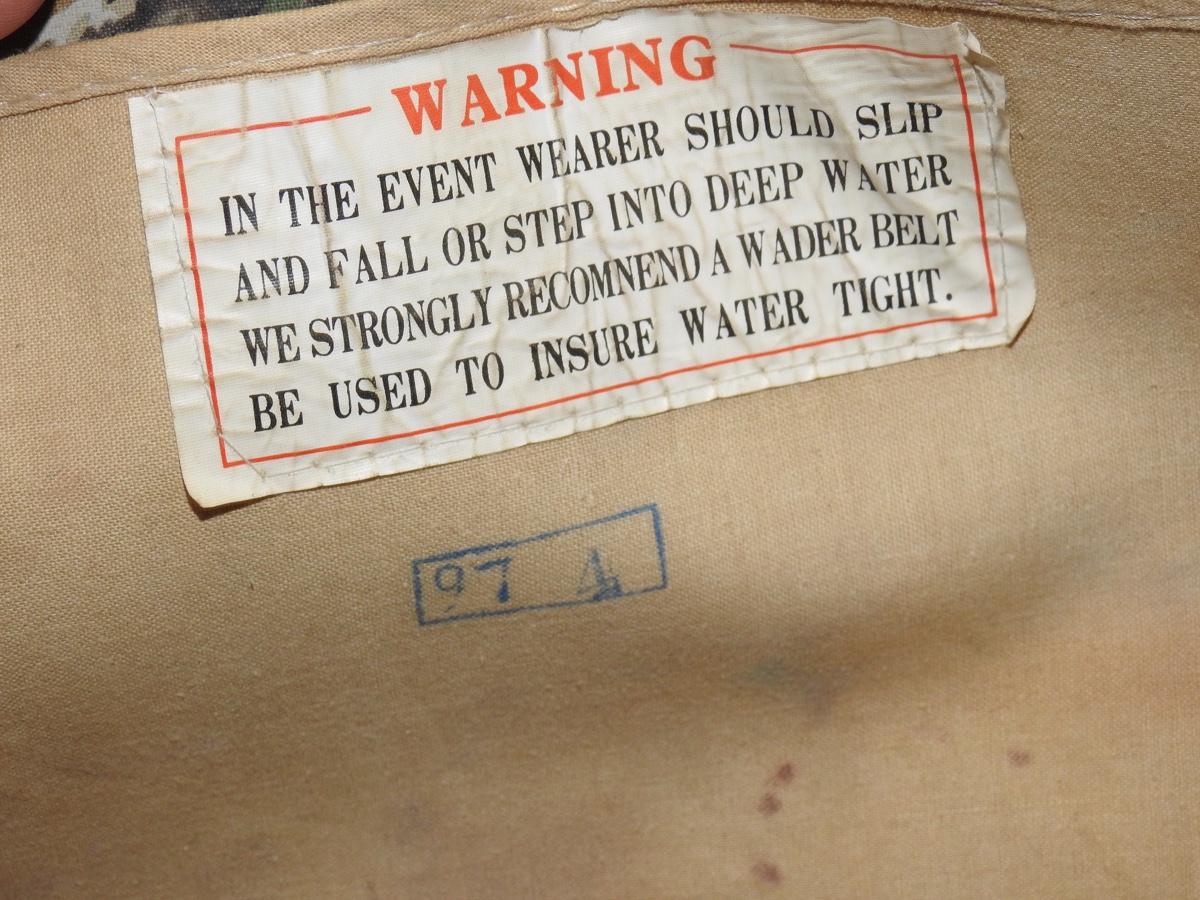 WARNING
IN THE EVENT WEARER SHOULD SLIP
AND FALL OR STEP INTO DEEP WATER
WE STRONGLY RECOMNEND A WADER BELT
BE USED TO INSURE WATER TIGHT.
97 A